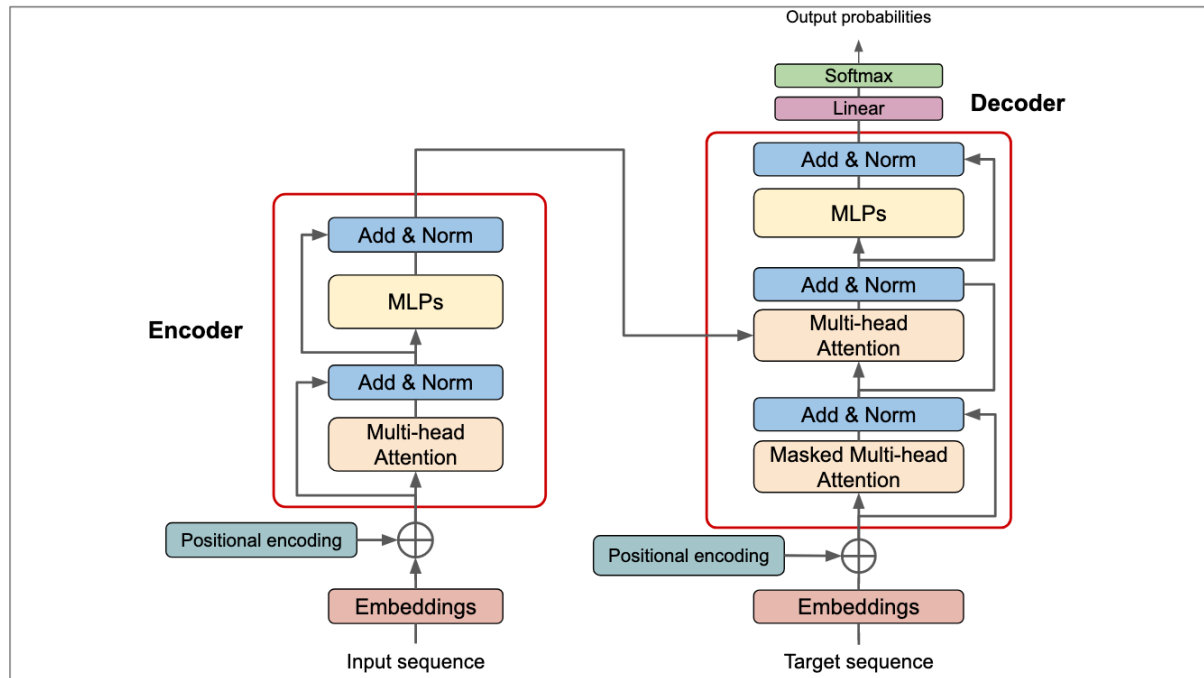 Output probabilities
Softmax
Linear
Decoder
Add & Norm
MLPs
Add & Norm
Multi-head
Attention
Add & Norm
Masked Multi-head
Attention
Positional encoding
Embeddings
Target sequence
Encoder
Add & Norm
MLPs
Add & Norm
Multi-head
Attention
Positional encoding
Embeddings
Input sequence